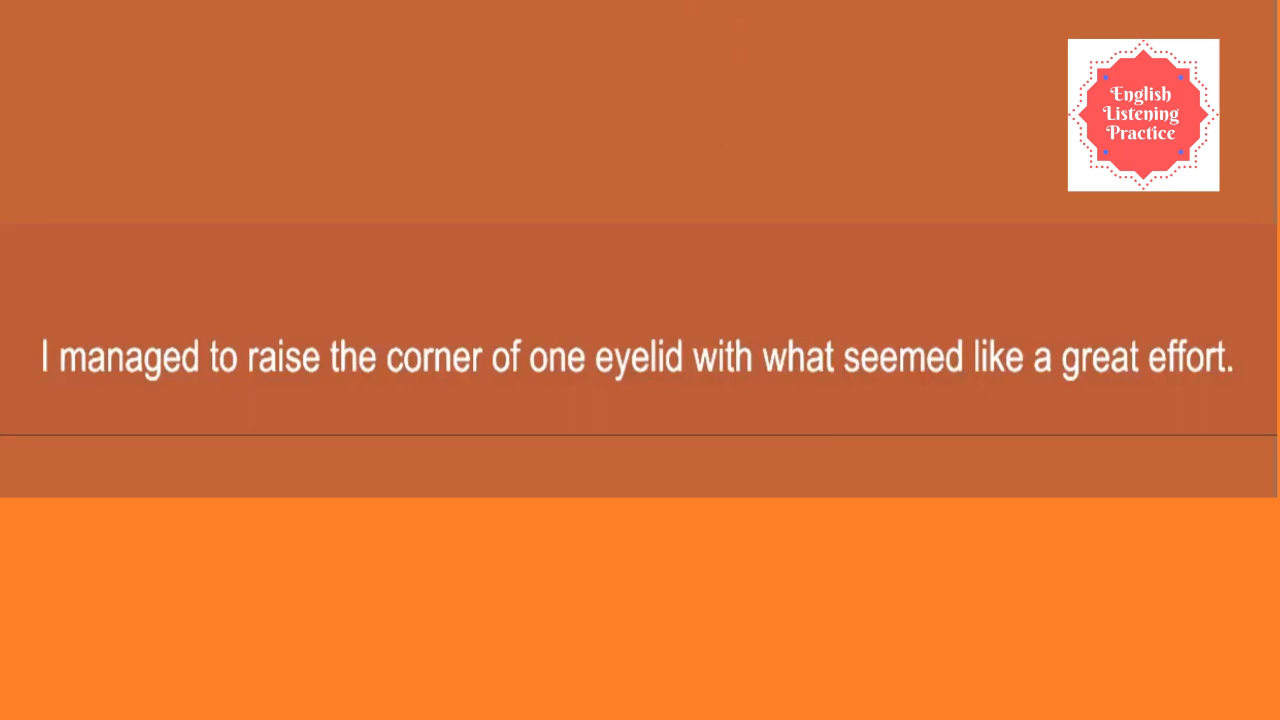 English
Listening
Practice
I managed to raise the corner of one eyelid with what seemed like a great effort.